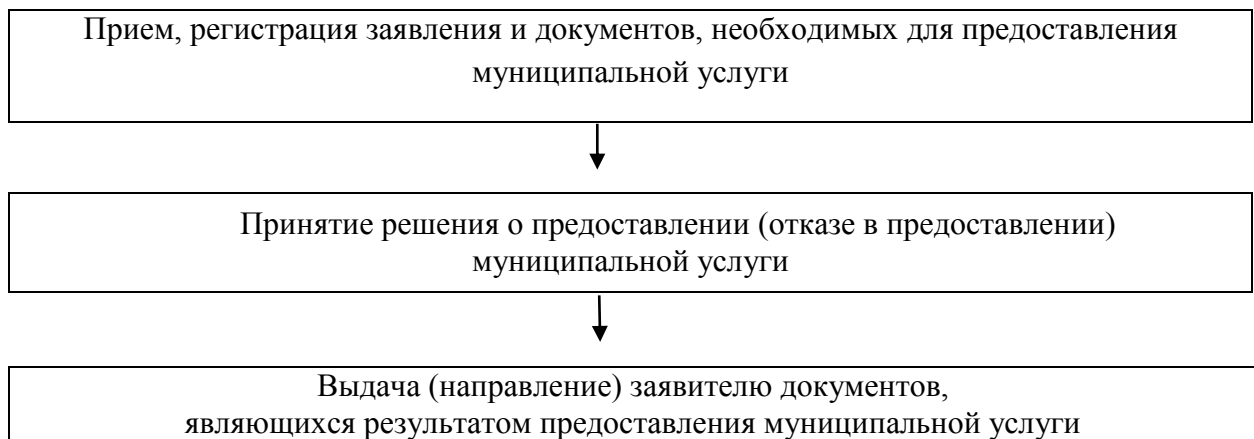 Прием, регистрация заявления и документов, необходимых для предоставления
муниципальной услуги
Принятие решения о предоставлении (отказе в предоставлении)
муниципальной услуги
Выдача (направление) заявителю документов,
являющихся результатом предоставления муниципальной услуги